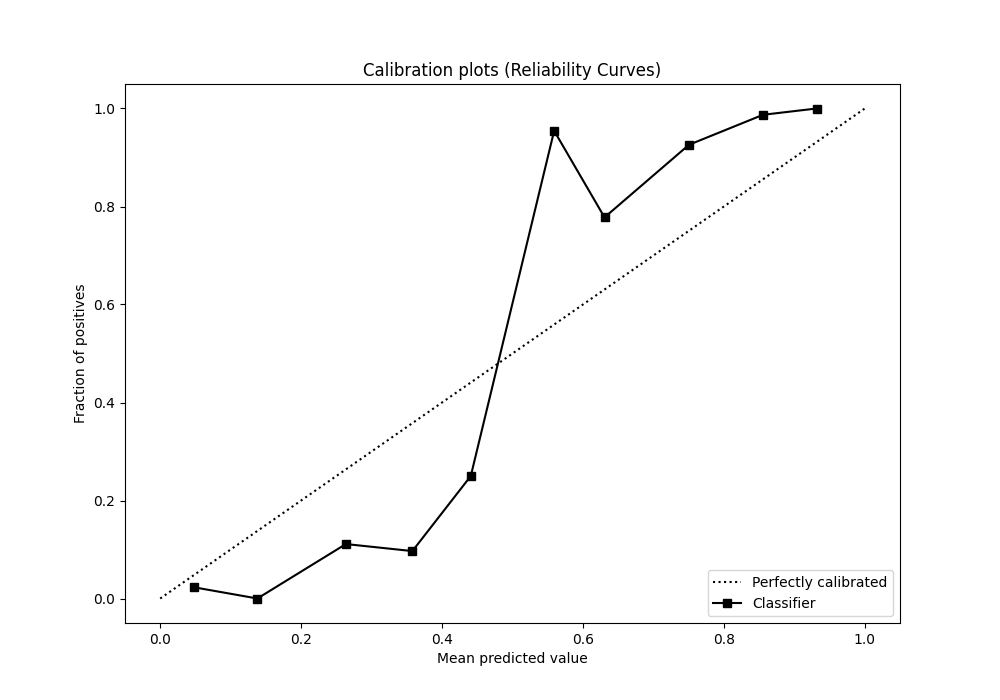 Calibration plots (Reliability Curves)
1.0
0.8
0.6
0.4
0.2
0.0
Fraction of positives
0.0 0.2 0.4 0.6 0.8 1.0
Mean predicted value
Perfectly calibrated
Classifier